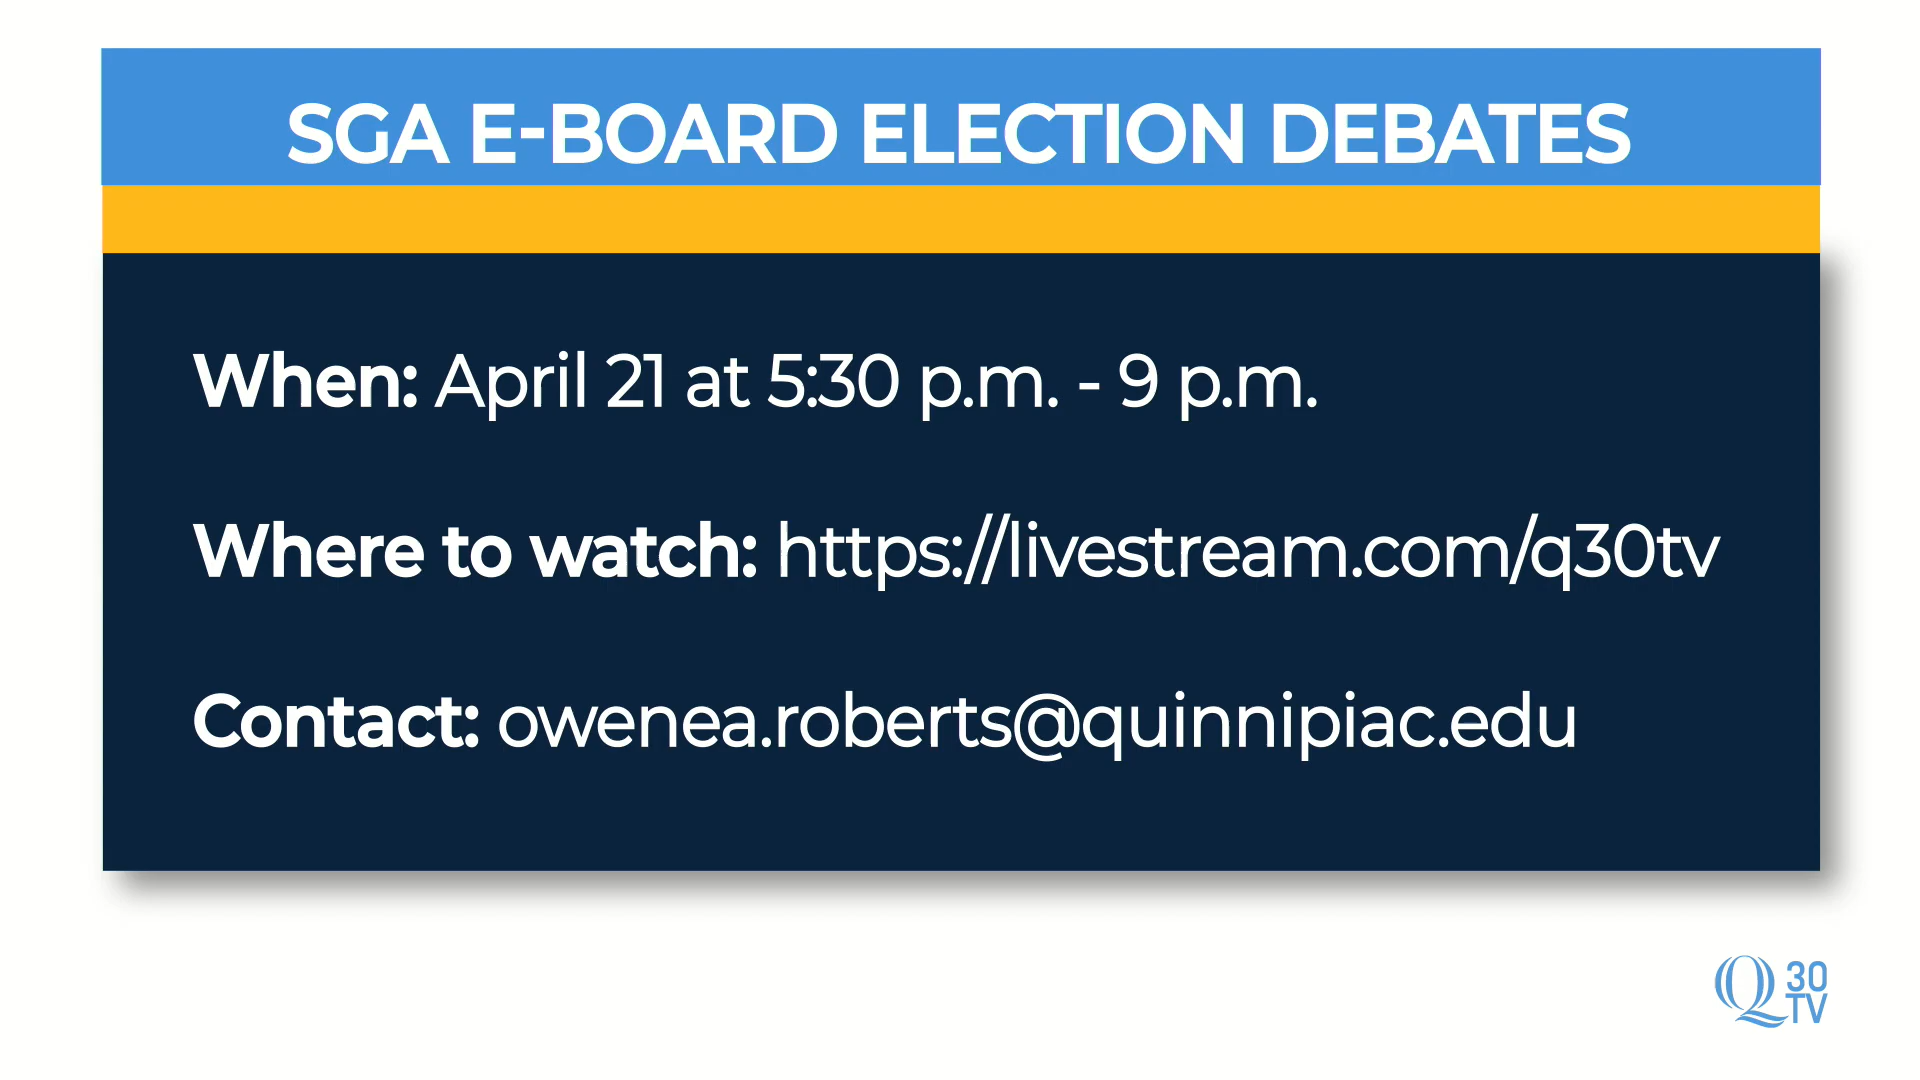 SGA E-BOARD ELECTION DEBATES
When: April 21 at 5:30 p.m. - 9 p.m.
Where to watch: https://livestream.com/q30tv
Contact: owenea.roberts@quinnipiac.edu
Q 30
TV